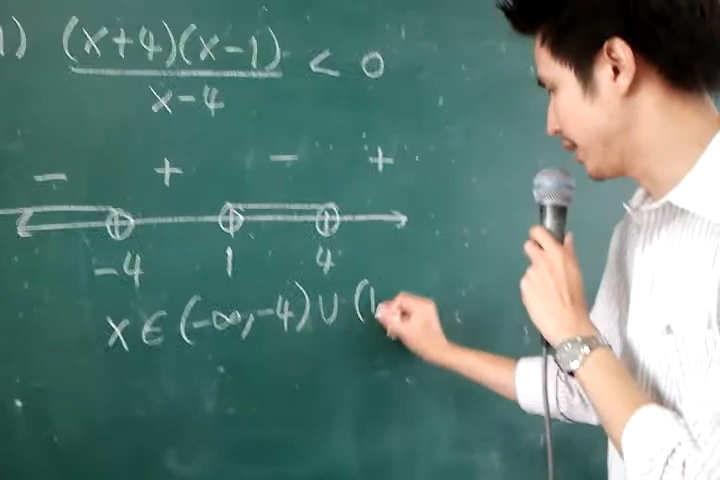 1) (x+4)(x-1) < 0
x-4
- + - +
-4 1 4
x ∈ (-∞,-4) ∪ (1